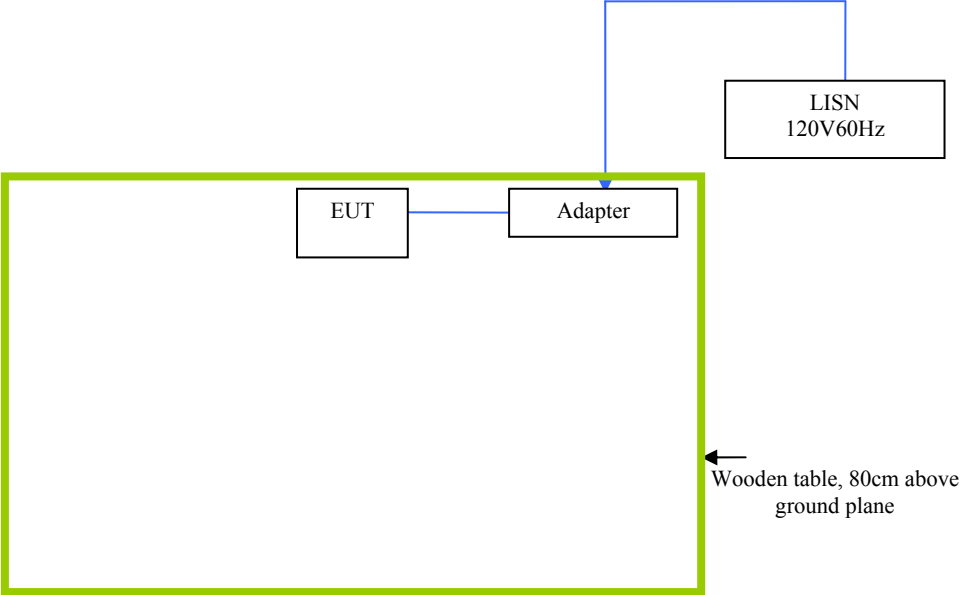 LISN
120V60Hz
EUT
Adapter
Wooden table, 80cm above
ground plane